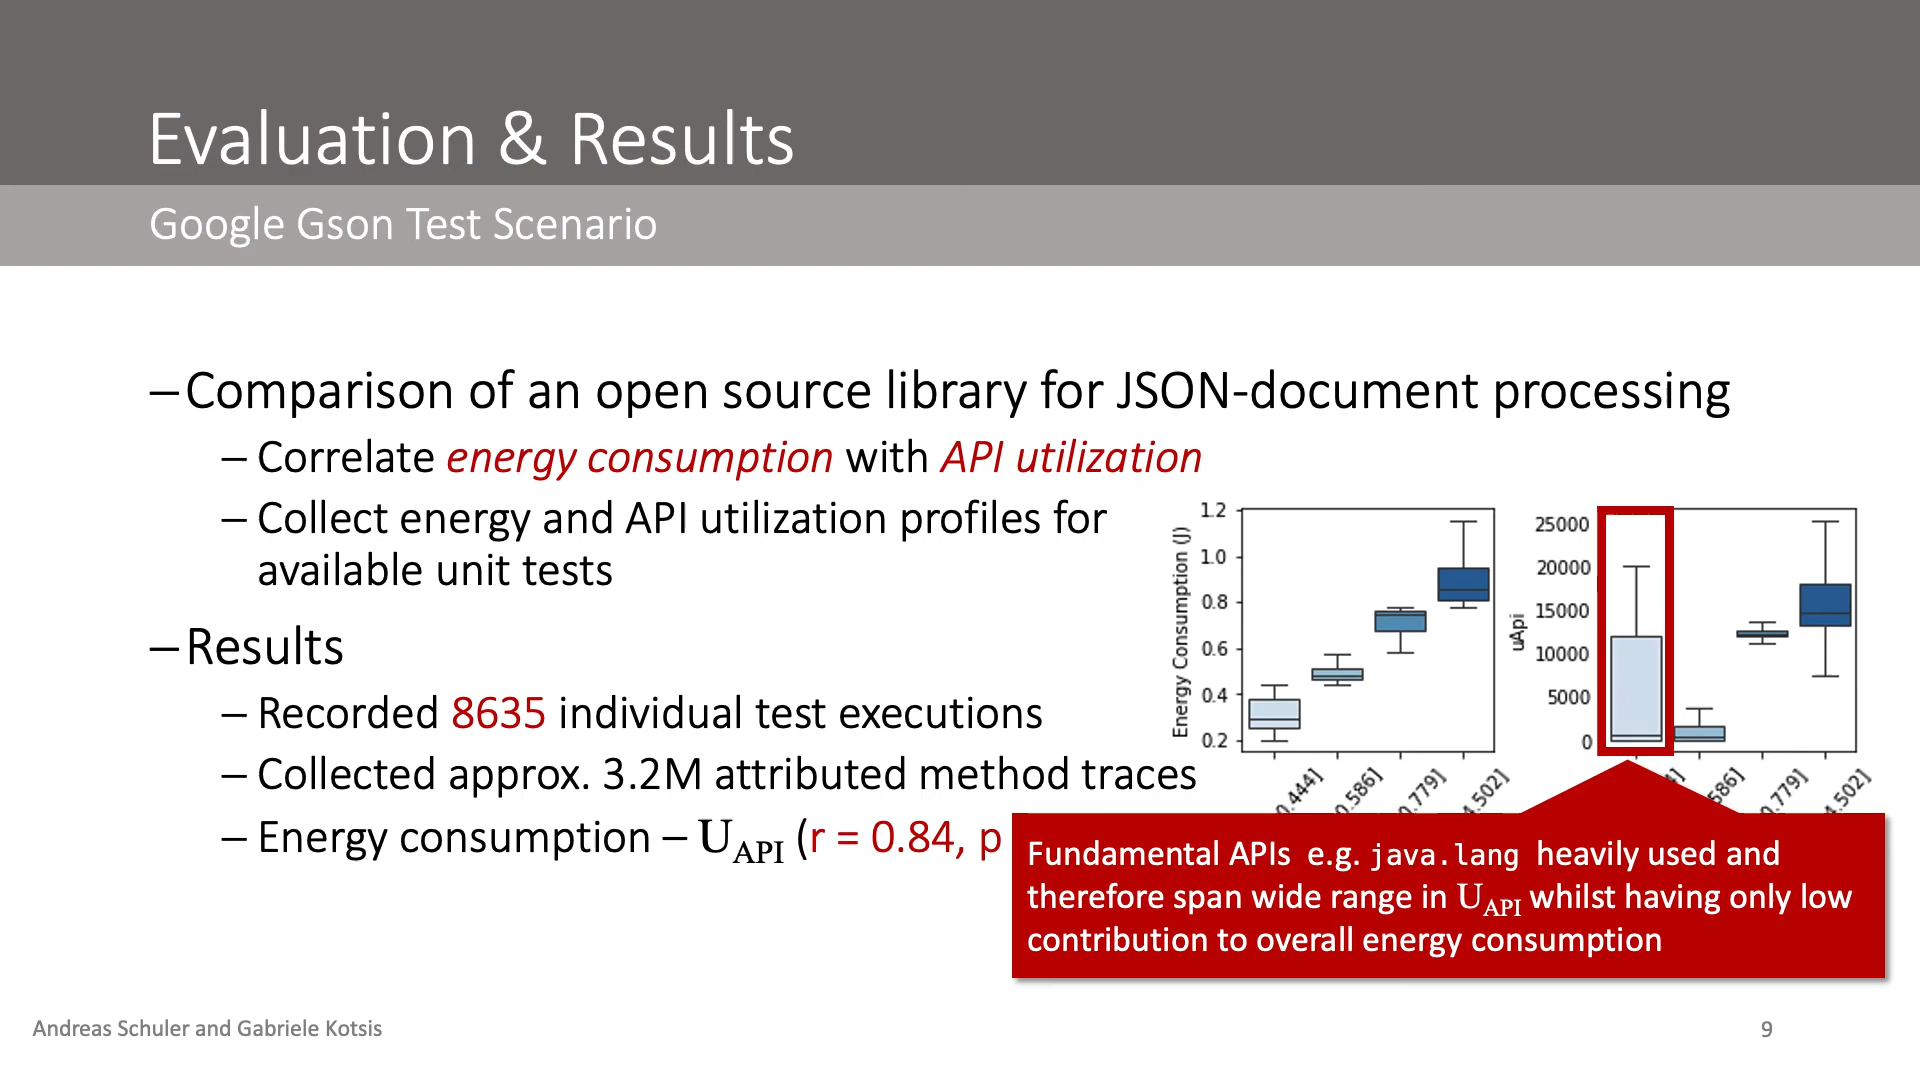 Evaluation & Results
Google Gson Test Scenario
–Comparison of an open source library for JSON-document processing
– Correlate energy consumption with API utilization
– Collect energy and API utilization profiles for
available unit tests
–Results
– Recorded 8635 individual test executions
– Collected approx. 3.2M attributed method traces
– Energy consumption – UAPI (r = 0.84, p
Energy Consumption (J)
1.2
1.0
0.8
0.6
0.4
0.2
0.444]
0.586]
0.779]
4.502]
uApi
25000
20000
15000
10000
5000
0
4]
586]
0.779]
4.502]
Fundamental APIs e.g. java.lang heavily used and
therefore span wide range in UAPI whilst having only low
contribution to overall energy consumption
Andreas Schuler and Gabriele Kotsis
9